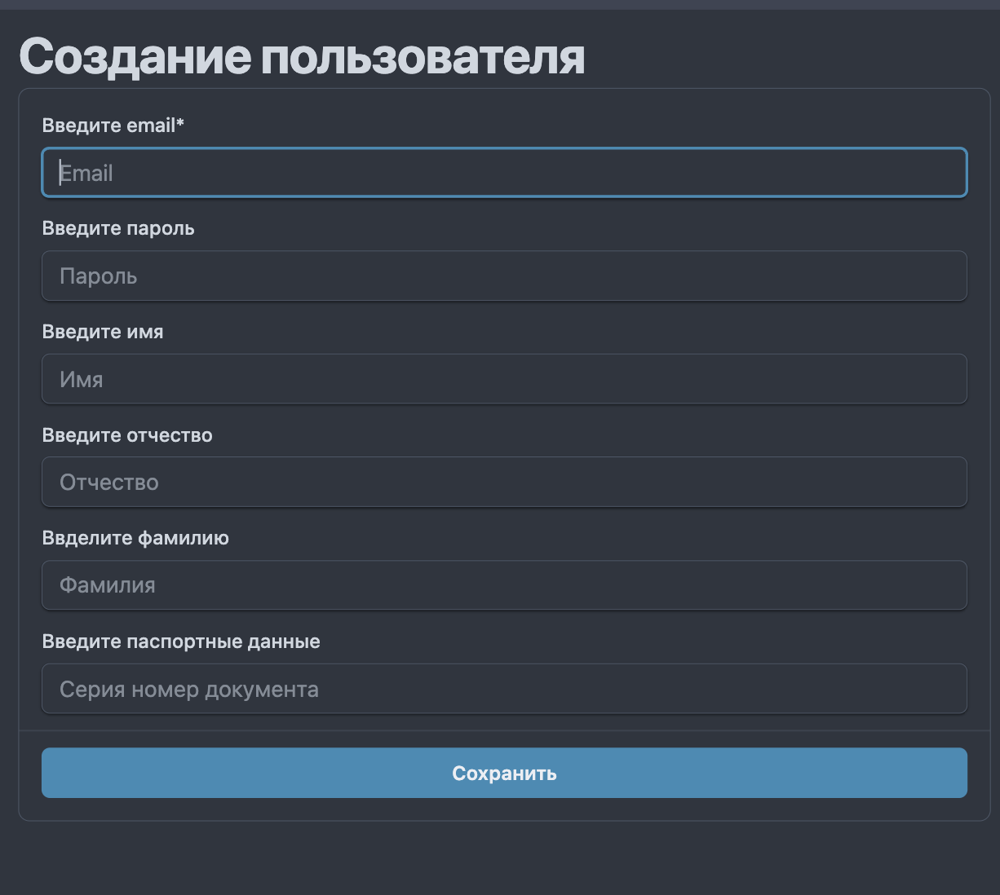 Создание пользователя
Введите email*
Email
Введите пароль
Пароль
Введите имя
Имя
Введите отчество
Отчество
Ввделите фамилию
Фамилия
Введите паспортные данные
Серия номер документа
Сохранить